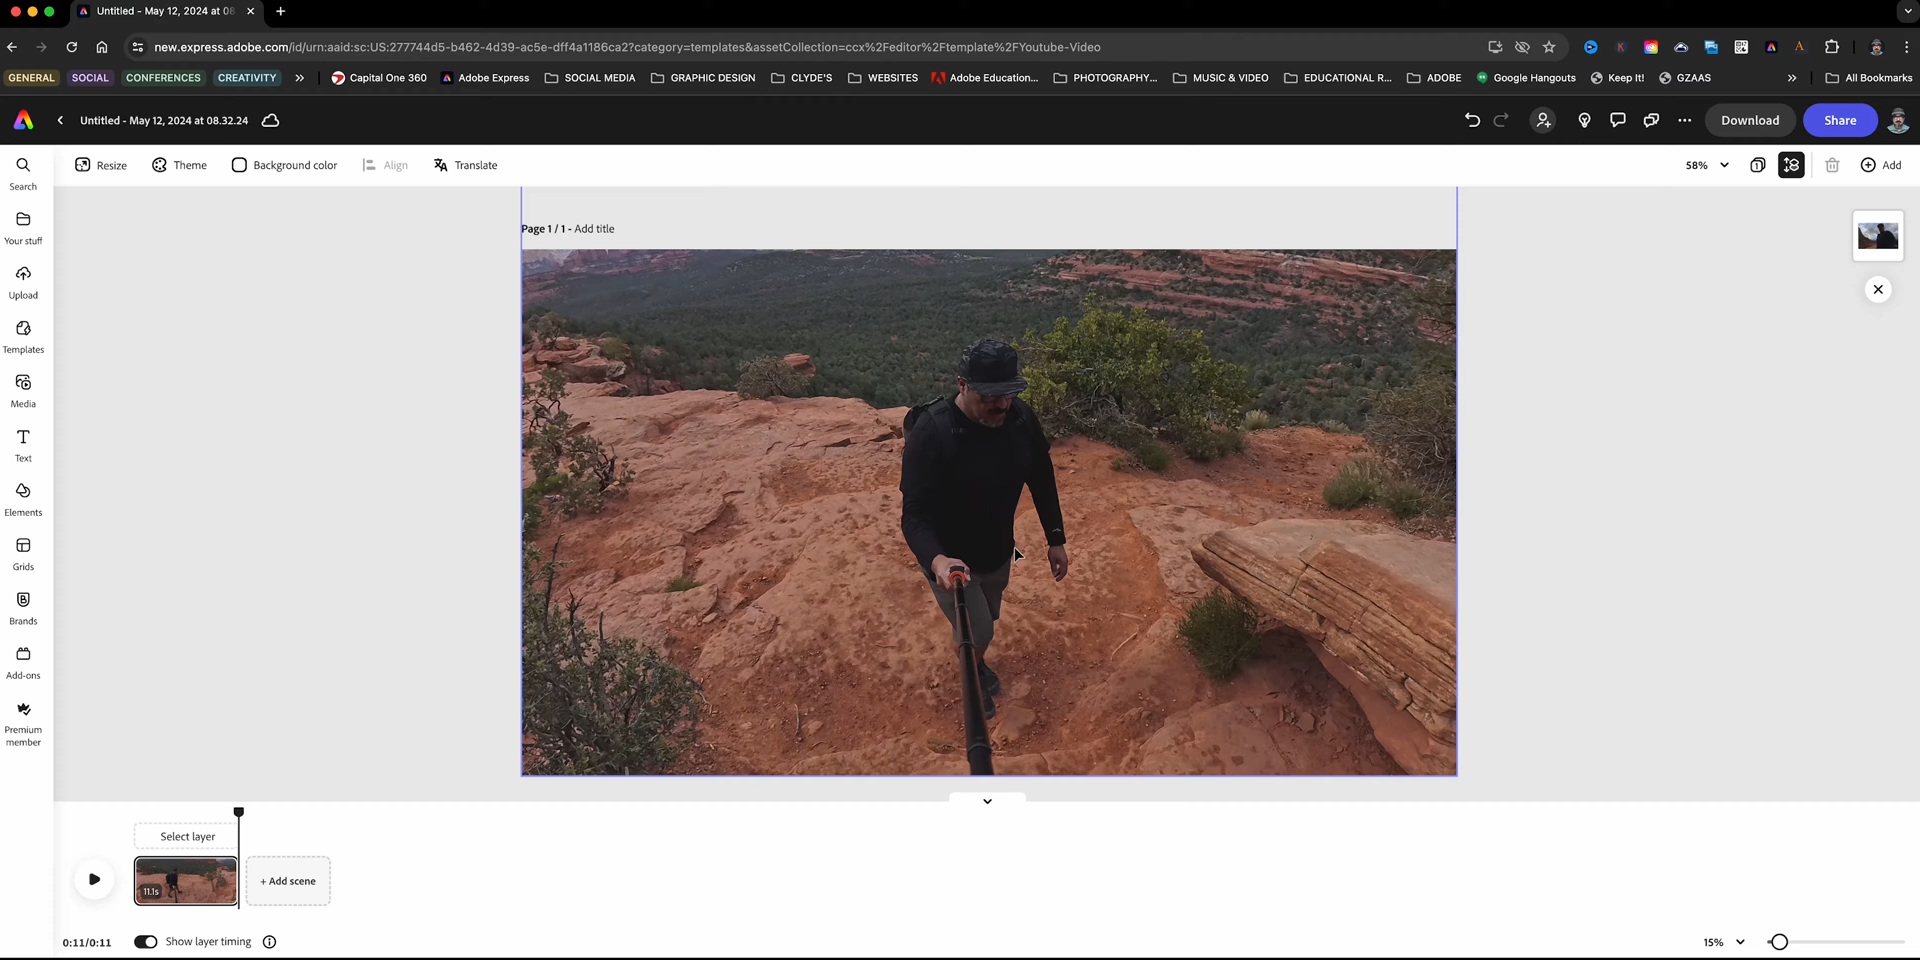 Untitled - May 12, 2024 at 08
new.express.adobe.com/id/urn:aaid:sc:US:277744d5-b462-4d39-ac5e-dff4a1186ca2?category=templates&assetCollection=ccx%2Feditor%2Ftemplate%2FYoutube-Video
GENERAL SOCIAL CONFERENCES CREATIVITY Capital One 360 Adobe Express SOCIAL MEDIA GRAPHIC DESIGN CLYDE'S WEBSITES Adobe Education... PHOTOGRAPHY... MUSIC & VIDEO EDUCATIONAL R... ADOBE Google Hangouts Keep It! GZAAS All Bookmarks
Untitled - May 12, 2024 at 08.32.24 Download Share
Resize Theme Background color Align Translate 58% Add
Search
Your stuff
Upload
Templates
Media
Text
Elements
Grids
Brands
Add-ons
Premium
member
Page 1 / 1 - Add title
Select layer
11.1s
+ Add scene
0:11/0:11 Show layer timing 15%